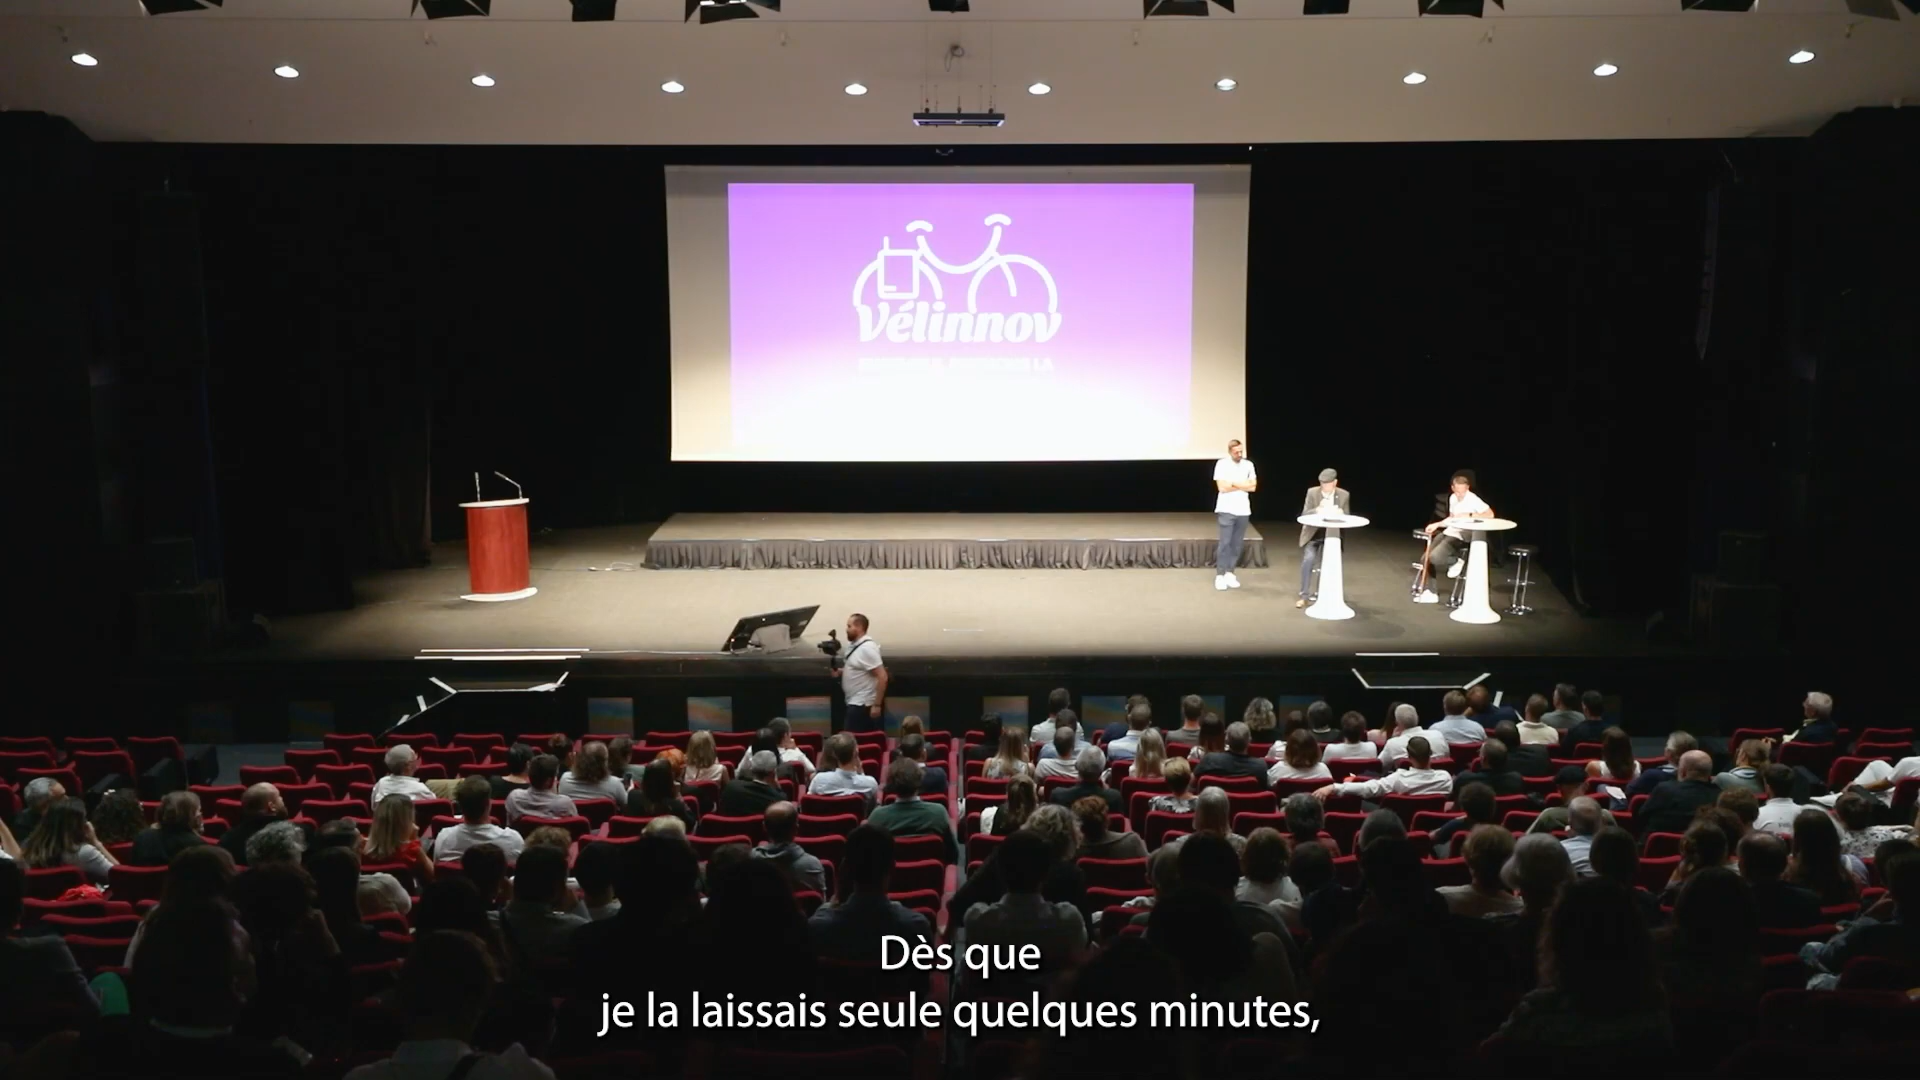 Vélinnov
Dès que
je la laissais seule quelques minutes,